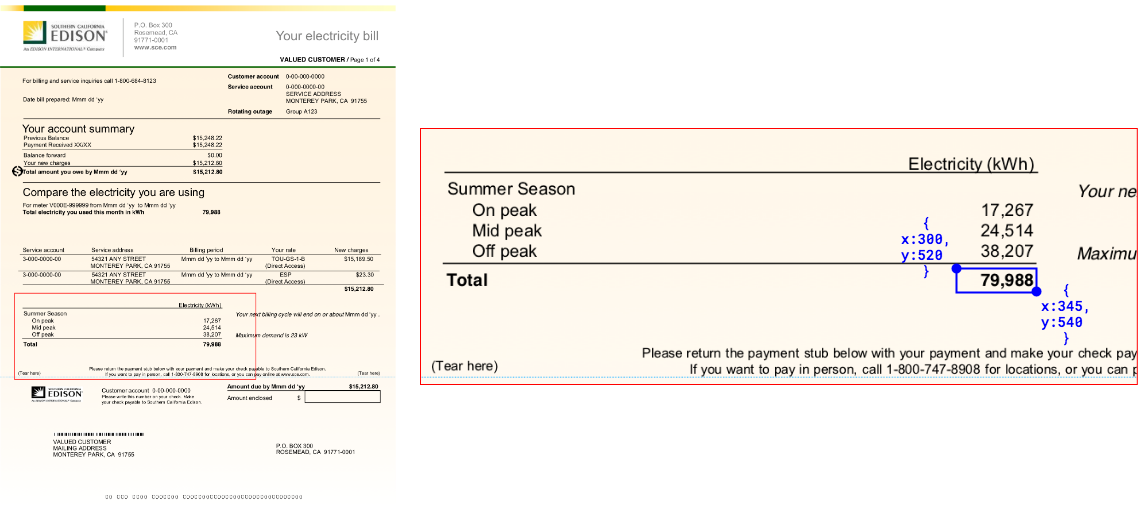 SOUTHERN CALIFORNIA
EDISON®
An EDISON INTERNATIONAL® Company
P.O. Box 300
Rosemead, CA
91771-0001
www.sce.com
Your electricity bill
VALUED CUSTOMER / Page 1 of 4
For billing and service inquiries call 1-800-684-8123
Date bill prepared: Mmm dd 'yy
Customer account 0-00-000-0000
Service account 0-000-0000-00
SERVICE ADDRESS
MONTEREY PARK, CA 91755
Rotating outage Group A123
Your account summary
Previous Balance $15,248.22
Payment Received XX/XX $15,248.22
Balance forward $0.00
Your new charges $15,212.80
Total amount you owe by Mmm dd 'yy $15,212.80
Compare the electricity you are using
For meter V000E-999999 from Mmm dd 'yy to Mmm dd 'yy
Total electricity you used this month in kWh 79,988
Service account Service address Billing period Your rate New charges
3-000-0000-00 54321 ANY STREET Mmm dd 'yy to Mmm dd 'yy TOU-GS-1-B $15,189.50
MONTEREY PARK, CA 91755 (Direct Access)
3-000-0000-00 54321 ANY STREET Mmm dd 'yy to Mmm dd 'yy ESP $23.30
MONTEREY PARK, CA 91755 (Direct Access)
$15,212.80
Electricity (kWh)
Summer Season
Your next billing cycle will end on or about Mmm dd 'yy .
On peak 17,267
Mid peak 24,514
Off peak 38,207
Maximum demand is 23 kW
Total 79,988
Please return the payment stub below with your payment and make your check payable to Southern California Edison.
(Tear here) If you want to pay in person, call 1-800-747-8908 for locations, or you can pay online at www.sce.com. (Tear here)
EDISON®
Customer account 0-00-000-0000
Please write this number on your check. Make
your check payable to Southern California Edison.
Amount due by Mmm dd 'yy $15,212.80
Amount enclosed $
VALUED CUSTOMER
MAILING ADDRESS
MONTEREY PARK, CA 91755
P.O. BOX 300
ROSEMEAD, CA 91771-0001
Electricity (kWh)
Summer Season
Your ne
On peak 17,267
Mid peak 24,514
Off peak 38,207
Maximu
Total 79,988
{
x:300,
y:520
}
{
x:345,
y:540
}
Please return the payment stub below with your payment and make your check pay
(Tear here) If you want to pay in person, call 1-800-747-8908 for locations, or you can p